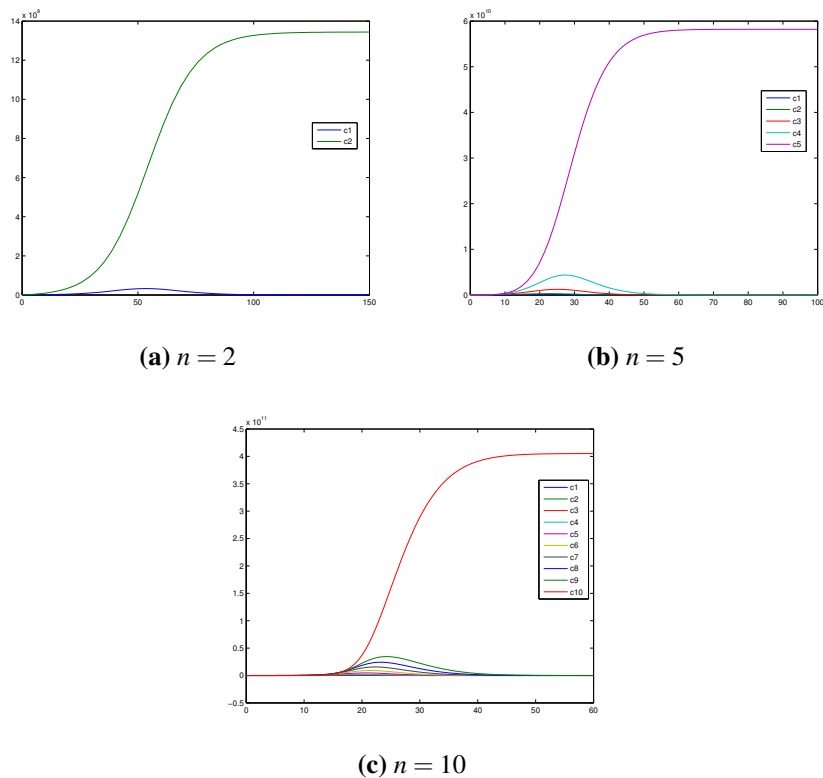 x 10^9
14
12
10
8
6
4
2
0
0 50 100 150
c1
c2
(a) n = 2
x 10^10
6
5
4
3
2
1
0
0 10 20 30 40 50 60 70 80 90 100
c1
c2
c3
c4
c5
(b) n = 5
x 10^11
4.5
4
3.5
3
2.5
2
1.5
1
0.5
0
−0.5
0 10 20 30 40 50 60
c1
c2
c3
c4
c5
c6
c7
c8
c9
c10
(c) n = 10